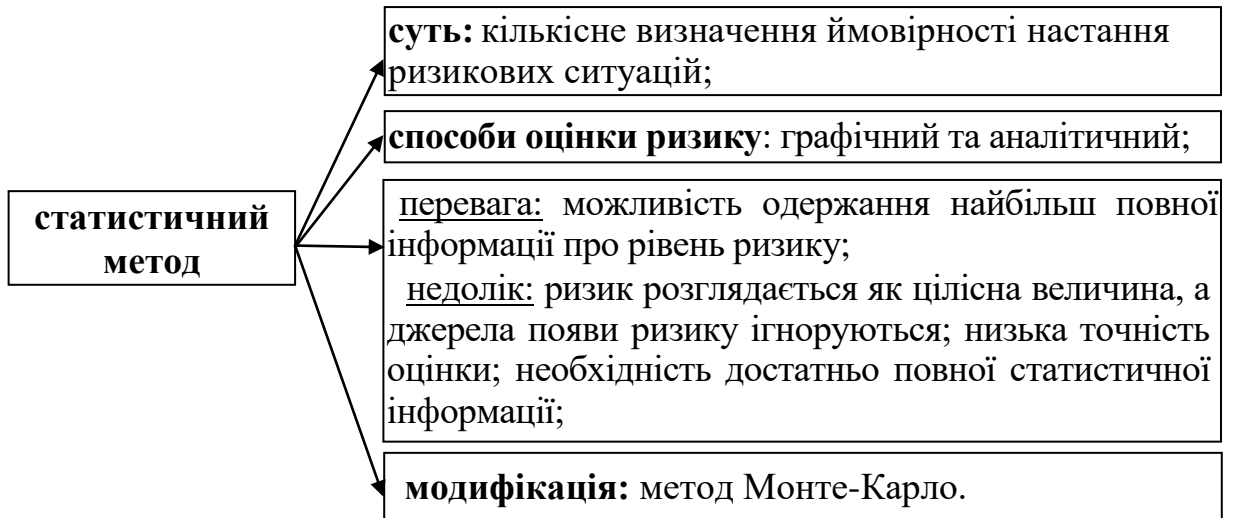 суть: кількісне визначення ймовірності настання
ризикових ситуацій;
способи оцінки ризику: графічний та аналітичний;
статистичний
метод
перевага: можливість одержання найбільш повної
інформації про рівень ризику;
недолік: ризик розглядається як цілісна величина, а
джерела появи ризику ігноруються; низька точність
оцінки; необхідність достатньо повної статистичної
інформації;
модифікація: метод Монте-Карло.